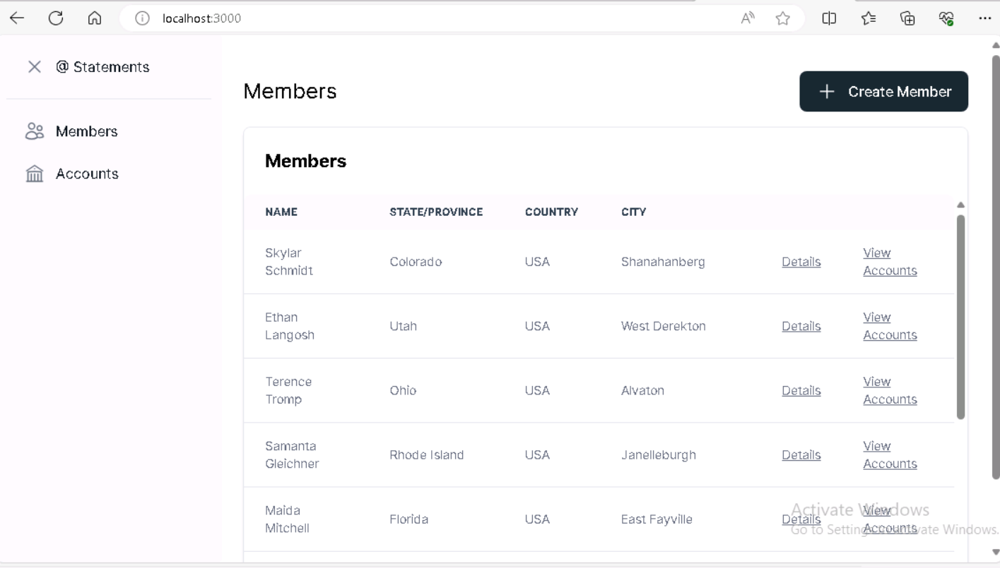 localhost:3000
@ Statements
Members
Accounts
Members
+ Create Member
Members
NAME STATE/PROVINCE COUNTRY CITY
Skylar Schmidt Colorado USA Shanahanberg Details View Accounts
Ethan Langosh Utah USA West Derekton Details View Accounts
Terence Tromp Ohio USA Alvaton Details View Accounts
Samanta Gleichner Rhode Island USA Janelleburgh Details View Accounts
Maida Mitchell Florida USA East Fayville Details View Accounts
Activate Windows
Go to Settings to activate Windows.